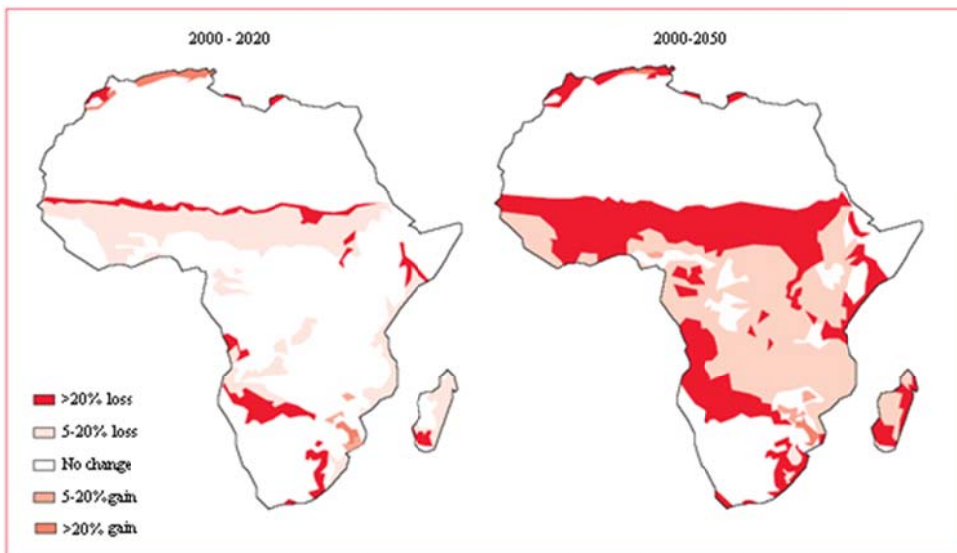 2000 - 2020
2000-2050
>20% loss
5-20% loss
No change
5-20%gain
>20% gain